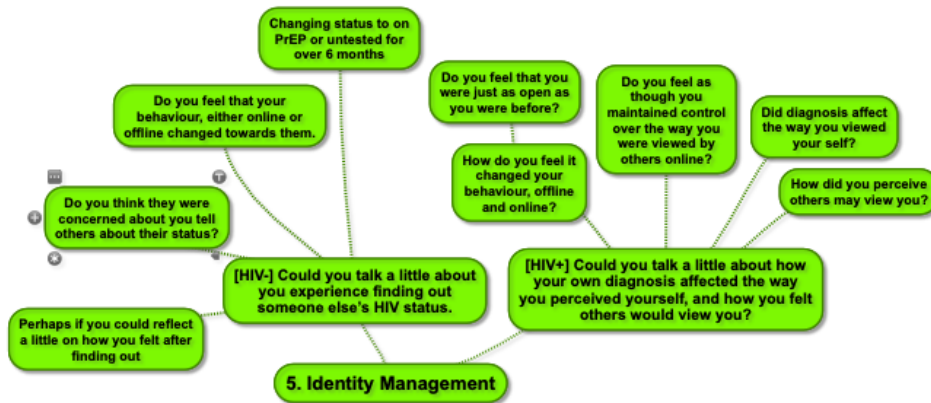 Changing status to on
PrEP or untested for
over 6 months
Do you feel that your
behaviour, either online or
offline changed towards them.
Do you think they were
concerned about you tell
others about their status?
[HIV-] Could you talk a little about
you experience finding out
someone else's HIV status.
Perhaps if you could reflect
a little on how you felt after
finding out
Do you feel that you
were just as open as
you were before?
How do you feel it
changed your
behaviour, offline
and online?
Do you feel as
though you
maintained control
over the way you
were viewed by
others online?
Did diagnosis affect
the way you viewed
your self?
How did you perceive
others may view you?
[HIV+] Could you talk a little about how
your own diagnosis affected the way
you perceived yourself, and how you felt
others would view you?
5. Identity Management